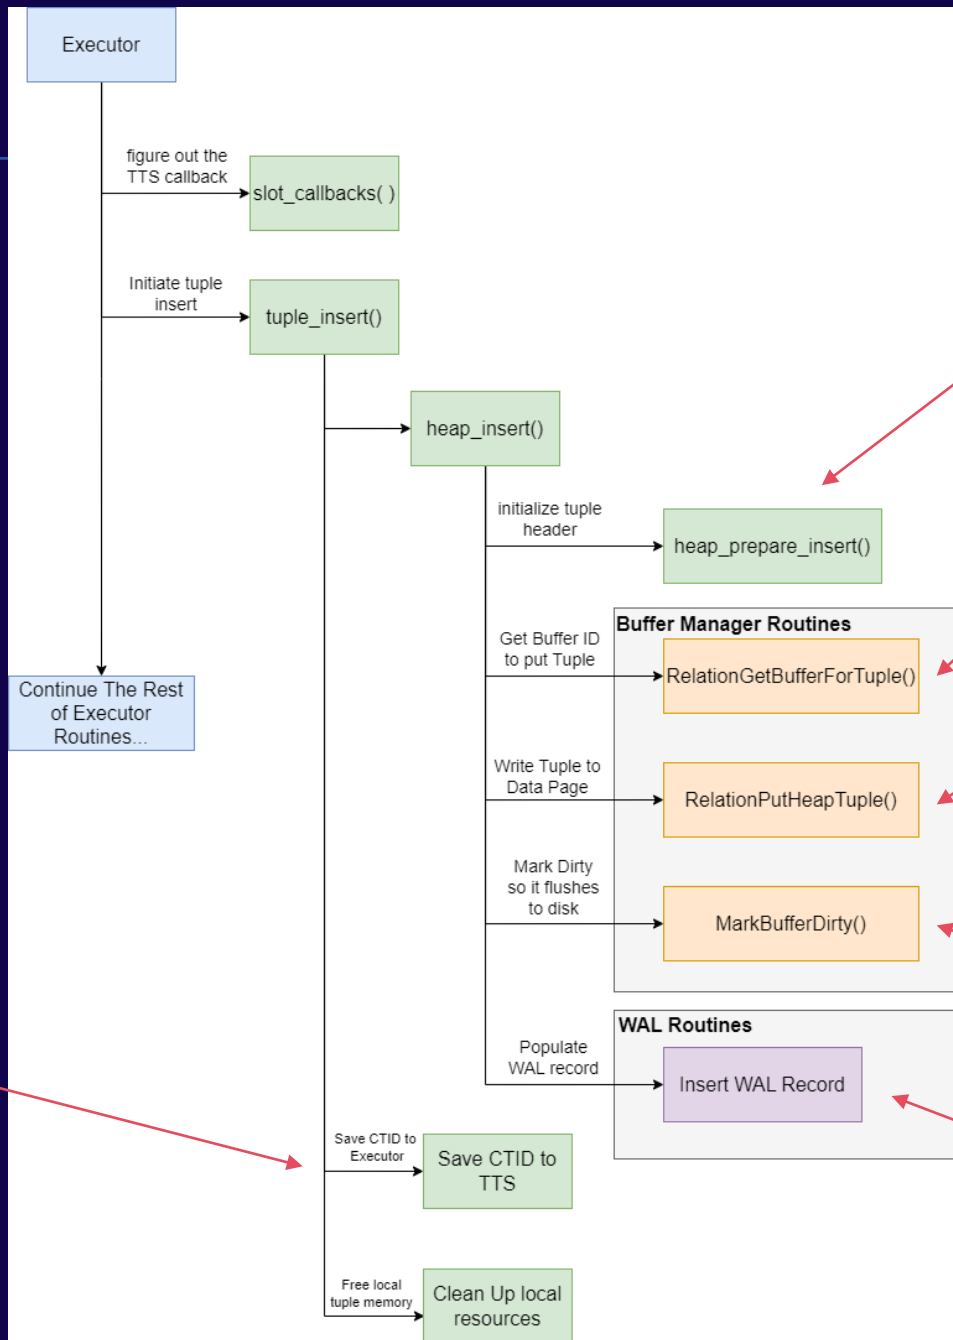 Executor
figure out the
TTS callback
slot_callbacks( )
Initiate tuple
insert
tuple_insert()
heap_insert()
initialize tuple
header
heap_prepare_insert()
Buffer Manager Routines
Get Buffer ID
to put Tuple
RelationGetBufferForTuple()
Continue The Rest
of Executor
Routines...
Write Tuple to
Data Page
RelationPutHeapTuple()
Mark Dirty
so it flushes
to disk
MarkBufferDirty()
WAL Routines
Populate
WAL record
Insert WAL Record
Save CTID to
Executor
Save CTID to
TTS
Free local
tuple memory
Clean Up local
resources